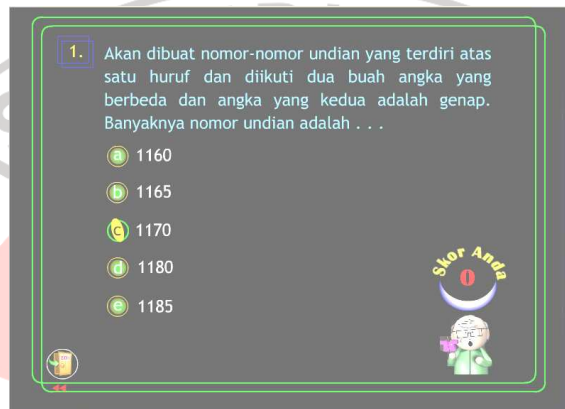 1. Akan dibuat nomor-nomor undian yang terdiri atas
satu huruf dan diikuti dua buah angka yang
berbeda dan angka yang kedua adalah genap.
Banyaknya nomor undian adalah . . .
a 1160
b 1165
c 1170
d 1180
e 1185
Skor Anda
0